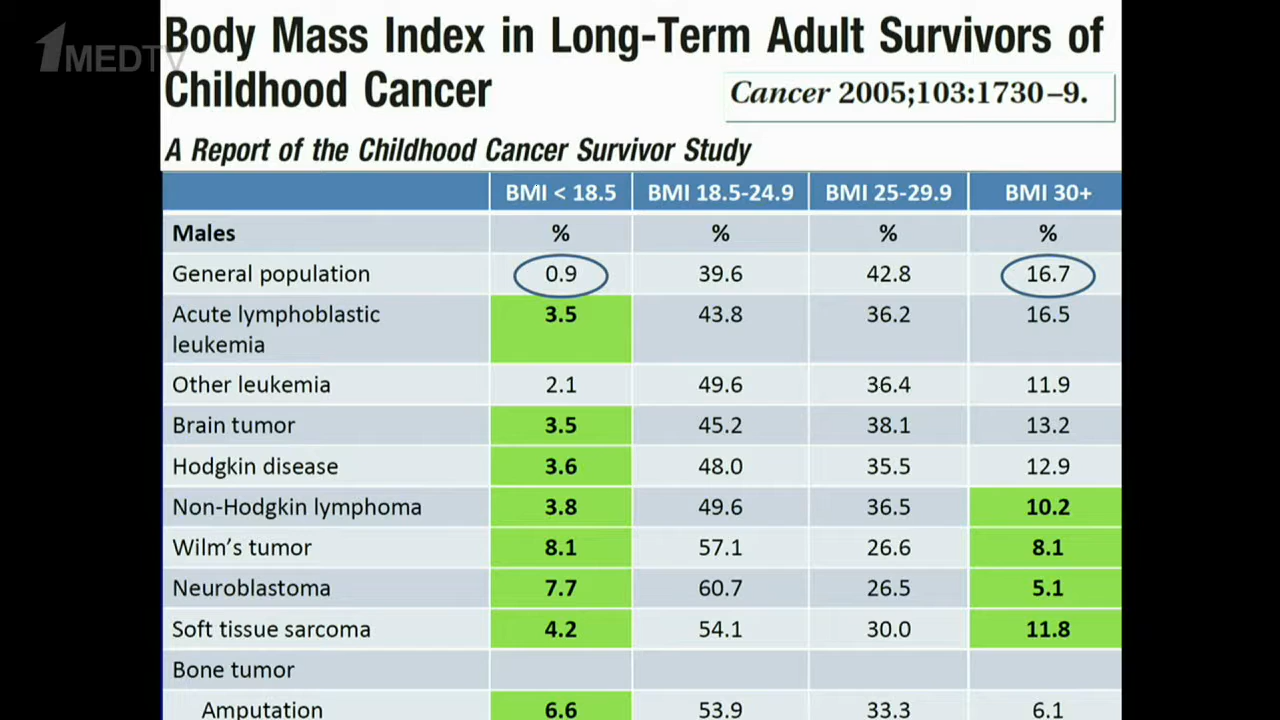 1MEDTV
Body Mass Index in Long-Term Adult Survivors of
Childhood Cancer
Cancer 2005;103:1730–9.
A Report of the Childhood Cancer Survivor Study
BMI < 18.5 BMI 18.5-24.9 BMI 25-29.9 BMI 30+
Males % % % %
General population 0.9 39.6 42.8 16.7
Acute lymphoblastic
leukemia 3.5 43.8 36.2 16.5
Other leukemia 2.1 49.6 36.4 11.9
Brain tumor 3.5 45.2 38.1 13.2
Hodgkin disease 3.6 48.0 35.5 12.9
Non-Hodgkin lymphoma 3.8 49.6 36.5 10.2
Wilm’s tumor 8.1 57.1 26.6 8.1
Neuroblastoma 7.7 60.7 26.5 5.1
Soft tissue sarcoma 4.2 54.1 30.0 11.8
Bone tumor
Amputation 6.6 53.9 33.3 6.1